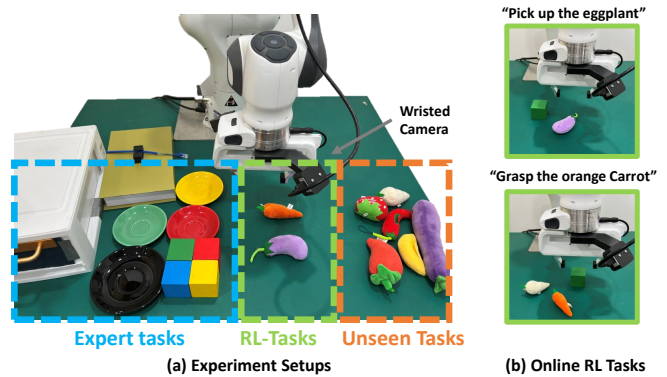 "Pick up the eggplant"
Wristed
Camera
"Grasp the orange Carrot"
Expert tasks
RL-Tasks
Unseen Tasks
(a) Experiment Setups
(b) Online RL Tasks